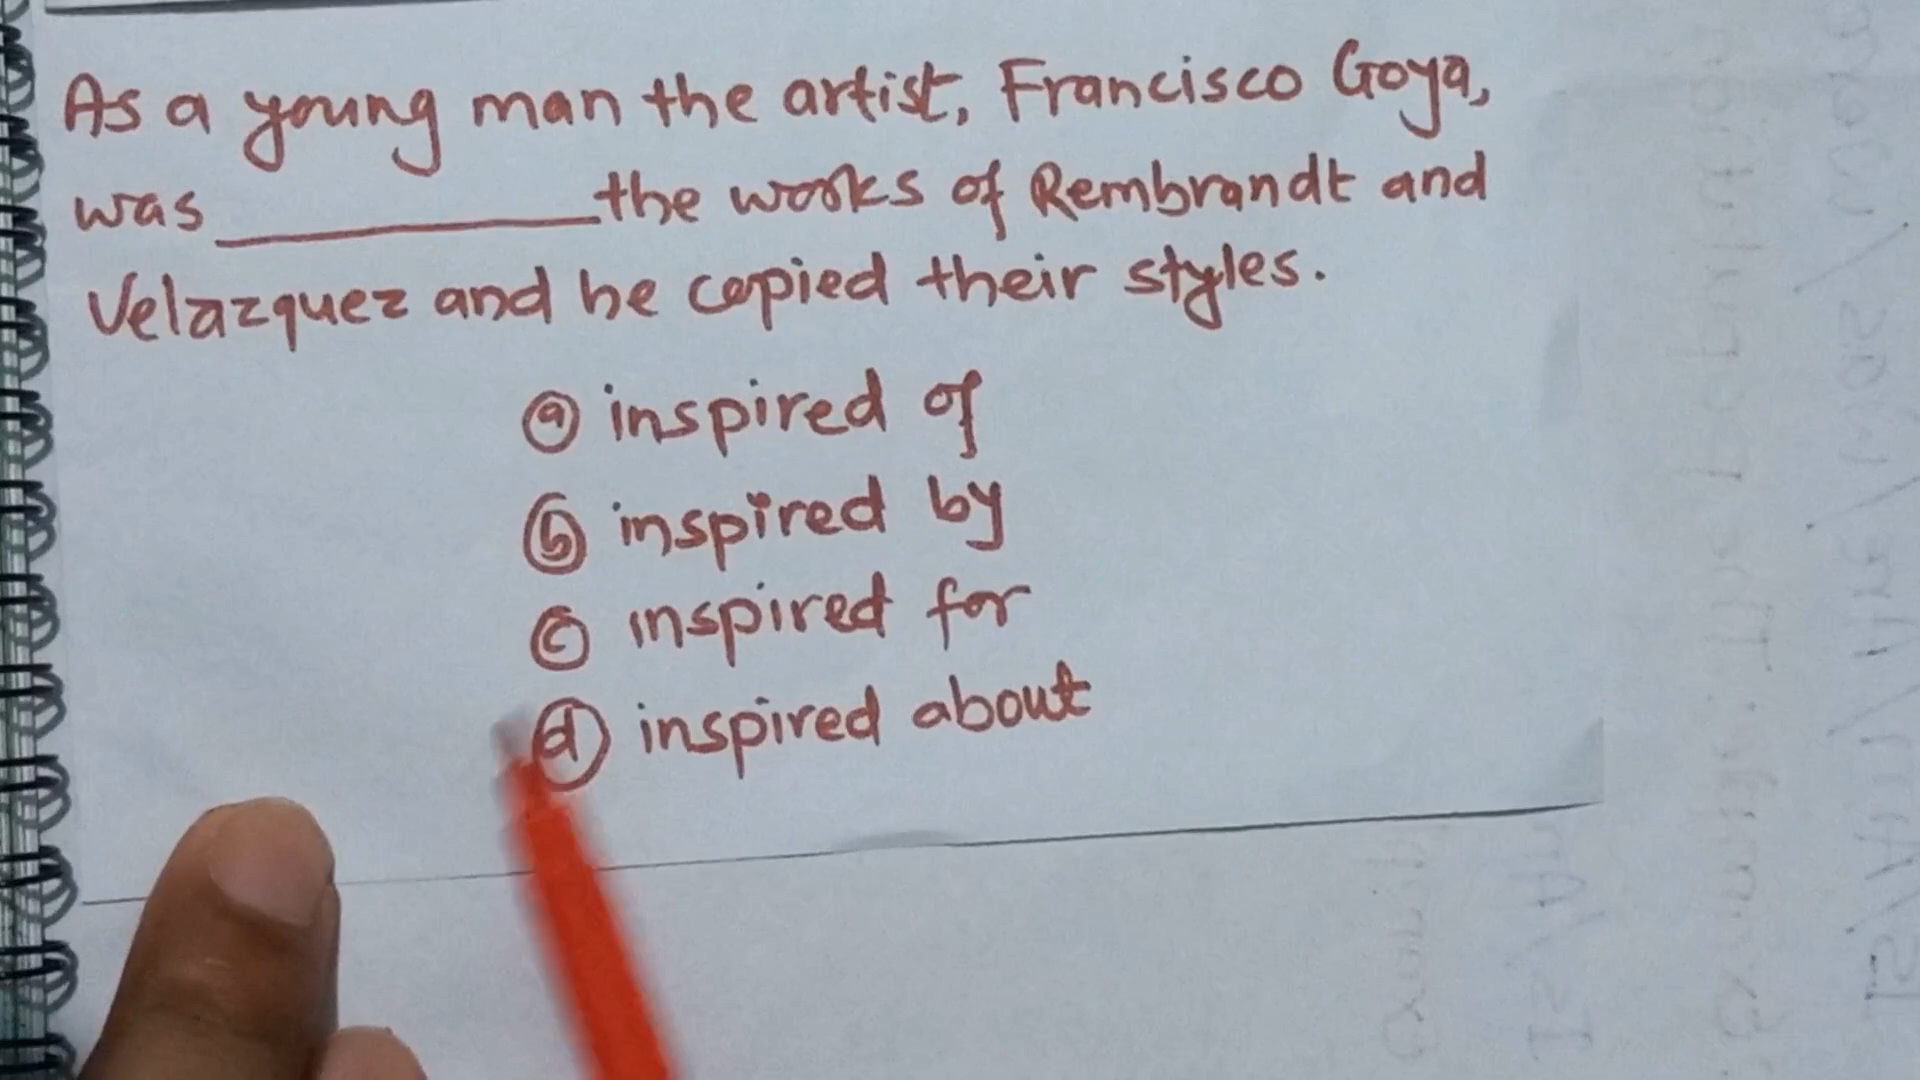 As a young man the artist, Francisco Goya,
was __________ the works of Rembrandt and
Velazquez and he copied their styles.
ⓐ inspired of
ⓑ inspired by
ⓒ inspired for
ⓓ inspired about